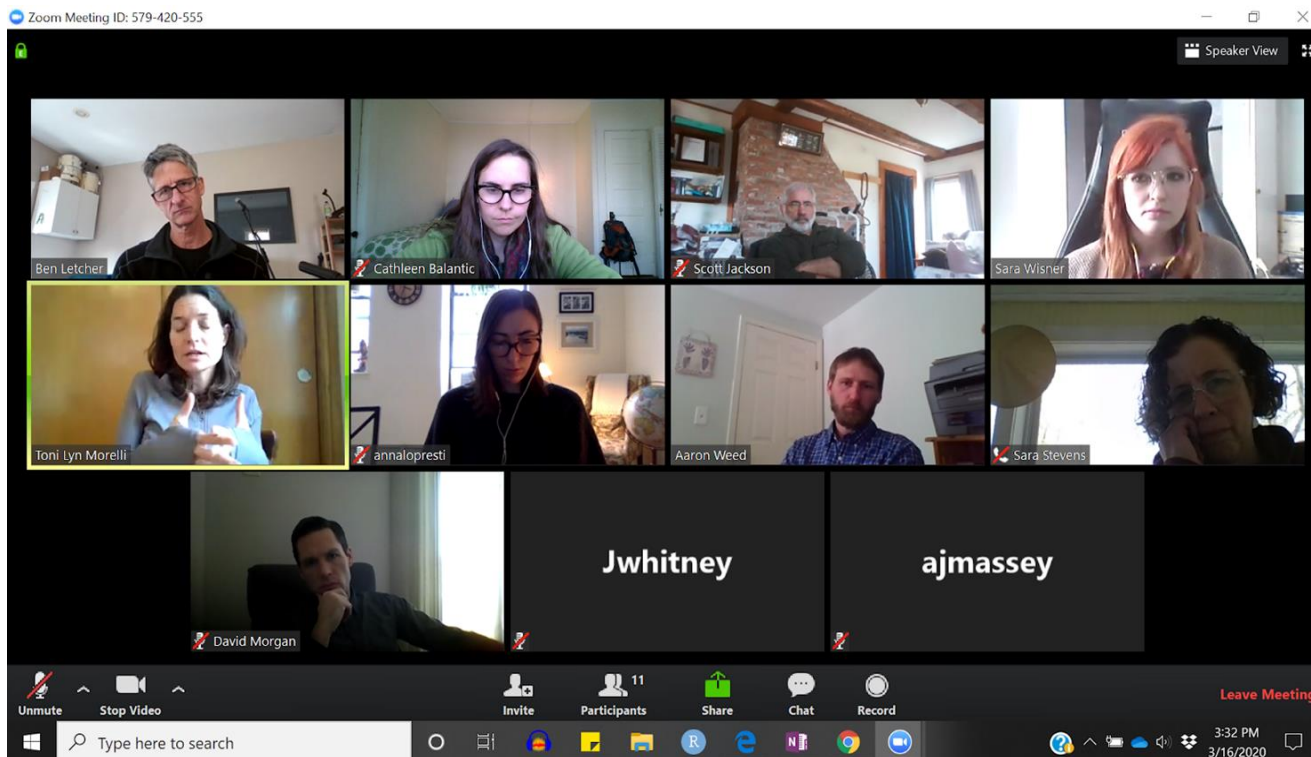 Zoom Meeting ID: 579-420-555
Speaker View
Ben Letcher
Cathleen Balantic
Scott Jackson
Sara Wisner
Toni Lyn Morelli
annalopresti
Aaron Weed
Sara Stevens
David Morgan
Jwhitney
ajmassey
Unmute
Stop Video
Invite
Participants 11
Share
Chat
Record
Leave Meeting
Type here to search
R
N
3:32 PM
3/16/2020